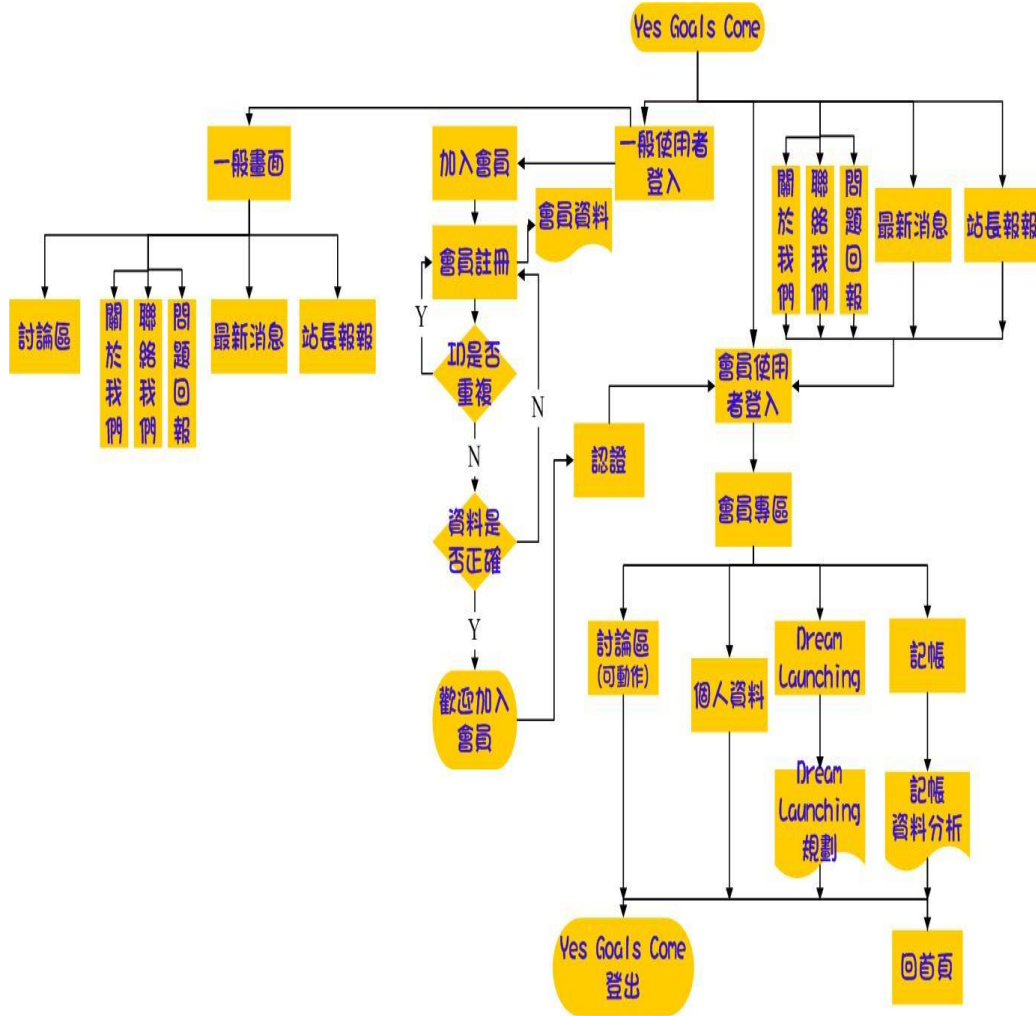 Yes Goals Come
一般使用者
登入
關於我們
聯絡我們
問題回報
最新消息
站長報報
一般畫面
加入會員
會員資料
會員註冊
討論區
關於我們
聯絡我們
問題回報
最新消息
站長報報
Y
ID是否
重複
N
N
會員使用
者登入
認證
會員專區
資料是
否正確
Y
歡迎加入
會員
討論區
(可動作)
個人資料
Dream
Launching
記帳
Dream
Launching
規劃
記帳
資料分析
Yes Goals Come
登出
回首頁